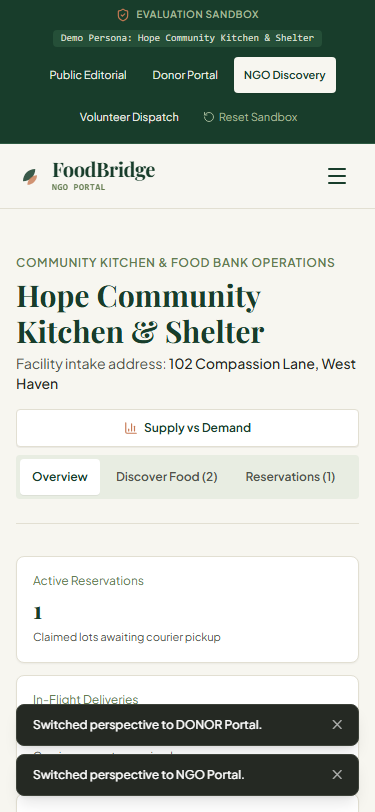 EVALUATION SANDBOX
Demo Persona: Hope Community Kitchen & Shelter
Public Editorial
Donor Portal
NGO Discovery
Volunteer Dispatch
Reset Sandbox
FoodBridge
NGO PORTAL
COMMUNITY KITCHEN & FOOD BANK OPERATIONS
Hope Community
Kitchen & Shelter
Facility intake address: 102 Compassion Lane, West
Haven
Supply vs Demand
Overview
Discover Food (2)
Reservations (1)
Active Reservations
1
Claimed lots awaiting courier pickup
In-Flight Deliveries
Switched perspective to DONOR Portal.
Switched perspective to NGO Portal.